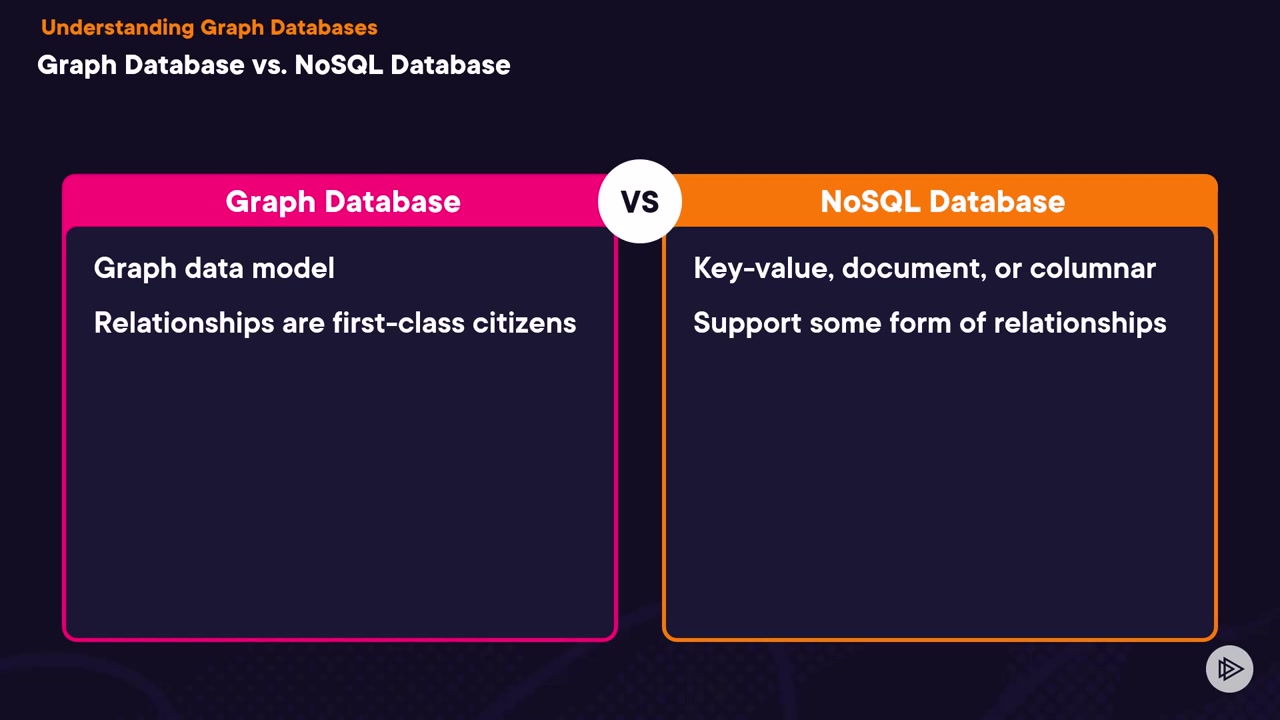 Understanding Graph Databases
Graph Database vs. NoSQL Database
Graph Database
VS
NoSQL Database
Graph data model
Relationships are first-class citizens
Key-value, document, or columnar
Support some form of relationships